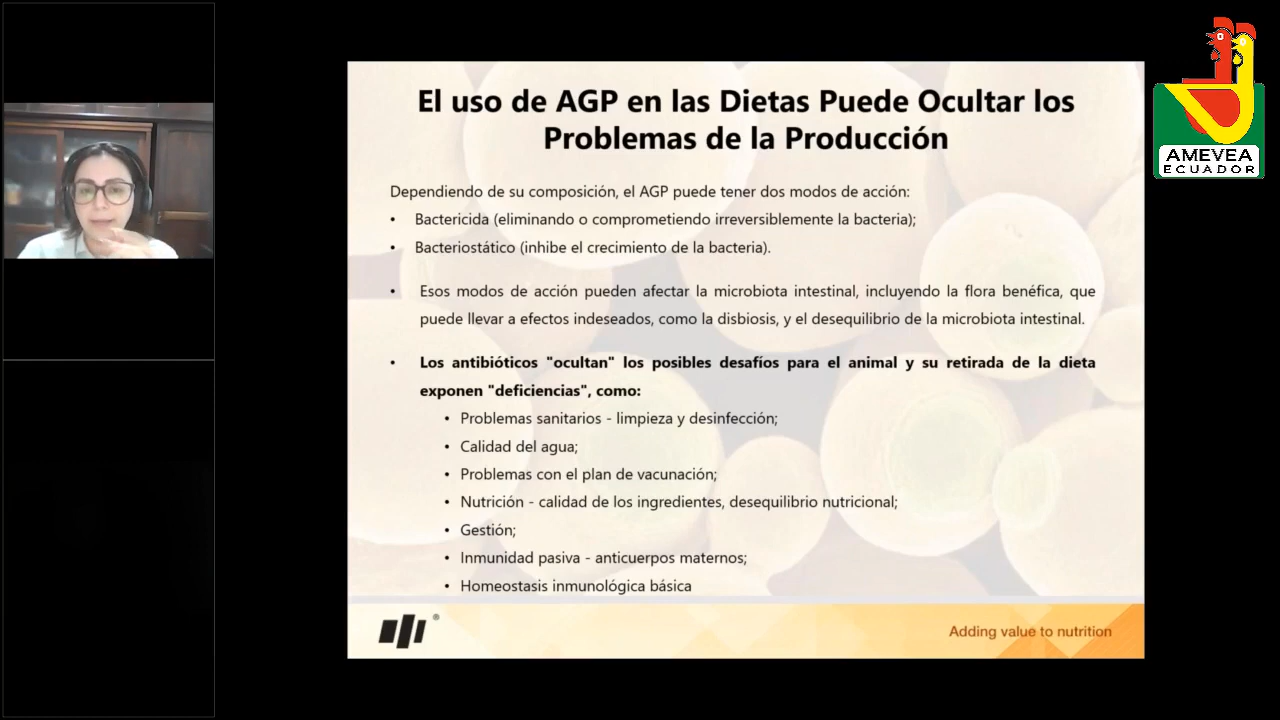 El uso de AGP en las Dietas Puede Ocultar los
Problemas de la Producción
Dependiendo de su composición, el AGP puede tener dos modos de acción:
• Bactericida (eliminando o comprometiendo irreversiblemente la bacteria);
• Bacteriostático (inhibe el crecimiento de la bacteria).
• Esos modos de acción pueden afectar la microbiota intestinal, incluyendo la flora benéfica, que
puede llevar a efectos indeseados, como la disbiosis, y el desequilibrio de la microbiota intestinal.
• Los antibióticos "ocultan" los posibles desafíos para el animal y su retirada de la dieta
exponen "deficiencias", como:
• Problemas sanitarios - limpieza y desinfección;
• Calidad del agua;
• Problemas con el plan de vacunación;
• Nutrición - calidad de los ingredientes, desequilibrio nutricional;
• Gestión;
• Inmunidad pasiva - anticuerpos maternos;
• Homeostasis inmunológica básica
®
Adding value to nutrition
AMEVEA
ECUADOR